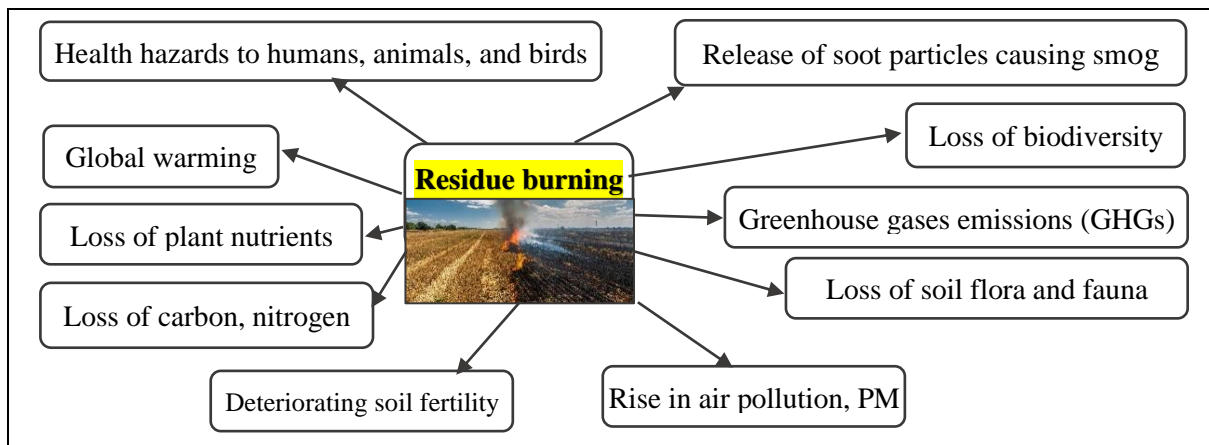 Health hazards to humans, animals, and birds
Release of soot particles causing smog
Loss of biodiversity
Global warming
Residue burning
Greenhouse gases emissions (GHGs)
Loss of plant nutrients
Loss of soil flora and fauna
Loss of carbon, nitrogen
Deteriorating soil fertility
Rise in air pollution, PM